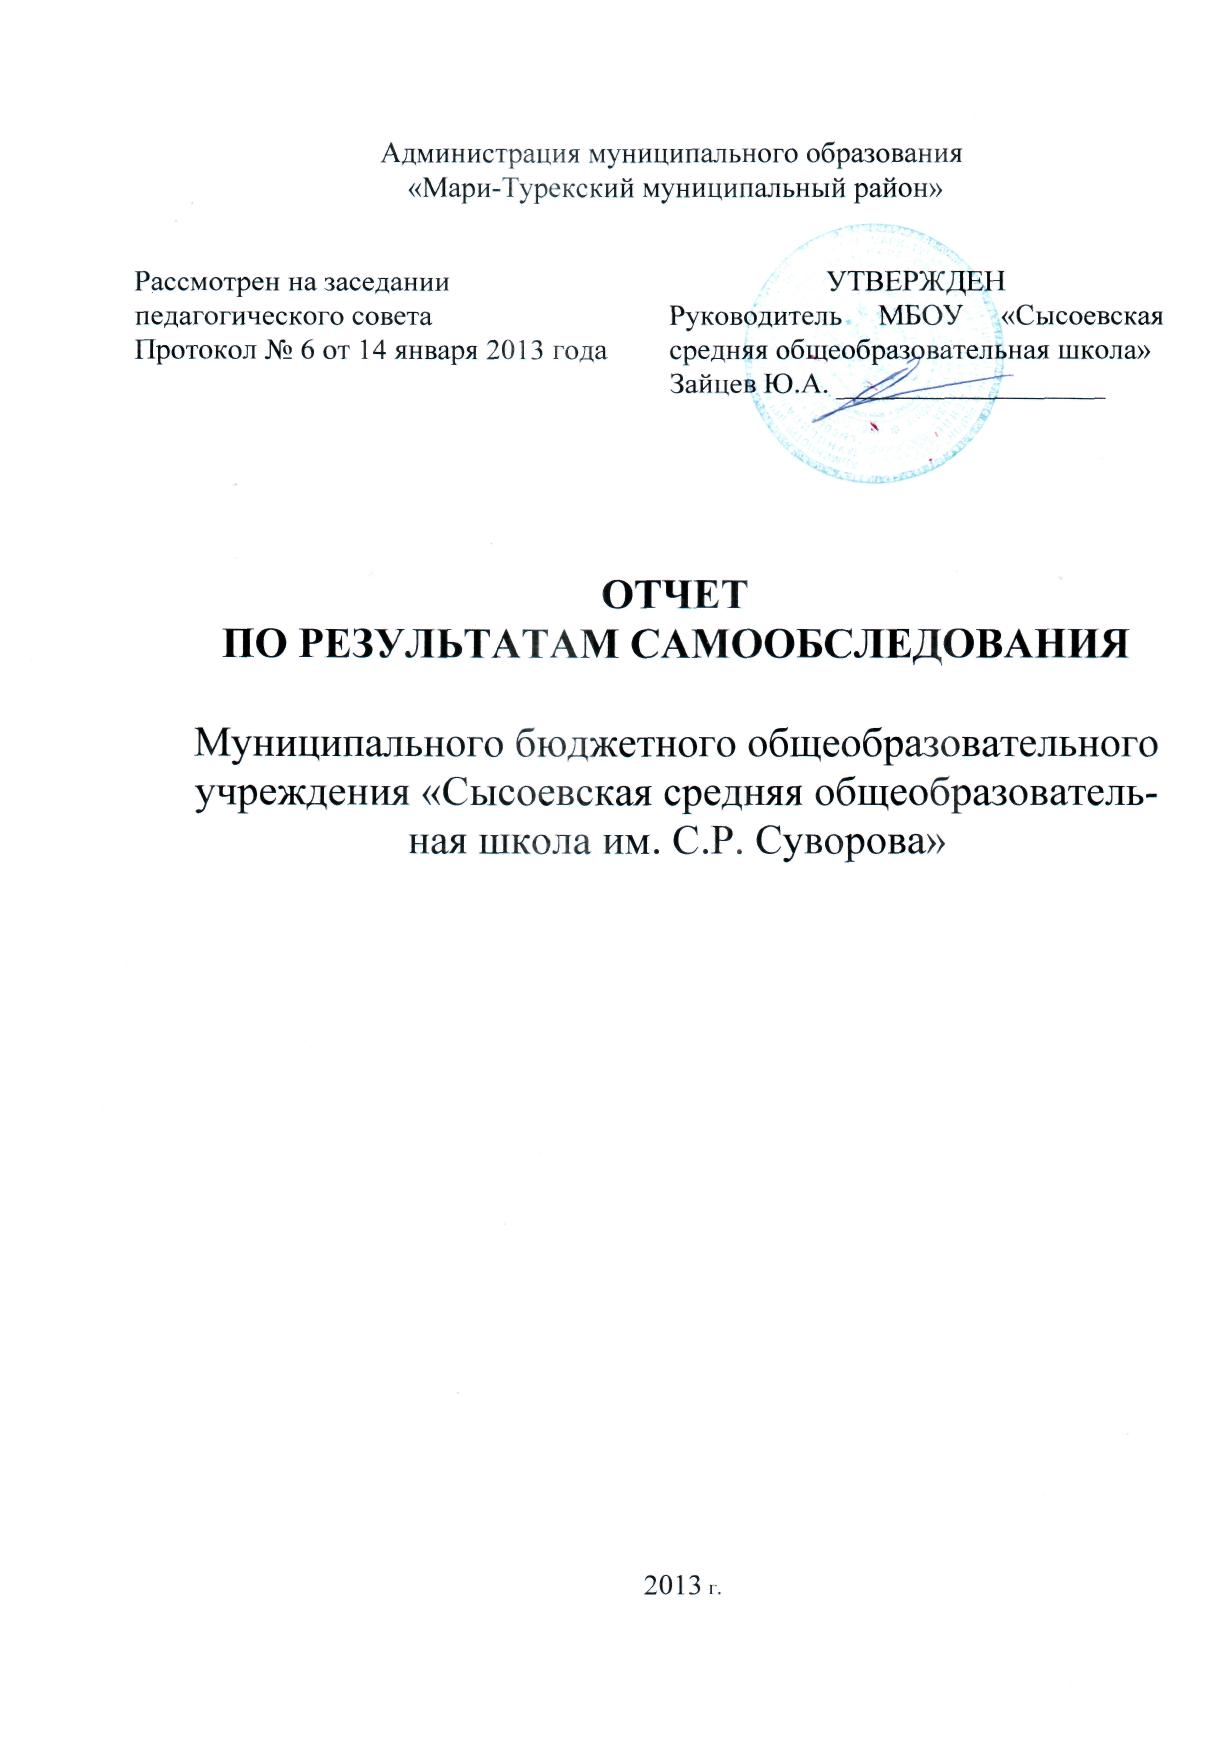 Администрация муниципального образования
«Мари-Турекский муниципальный район»
Рассмотрен на заседании
педагогического совета
Протокол № 6 от 14 января 2013 года
УТВЕРЖДЕН
Руководитель МБОУ «Сысоевская
средняя общеобразовательная школа»
Зайцев Ю.А. ___________________
ОТЧЕТ
ПО РЕЗУЛЬТАТАМ САМООБСЛЕДОВАНИЯ
Муниципального бюджетного общеобразовательного
учреждения «Сысоевская средняя общеобразователь-
ная школа им. С.Р. Суворова»
2013 г.